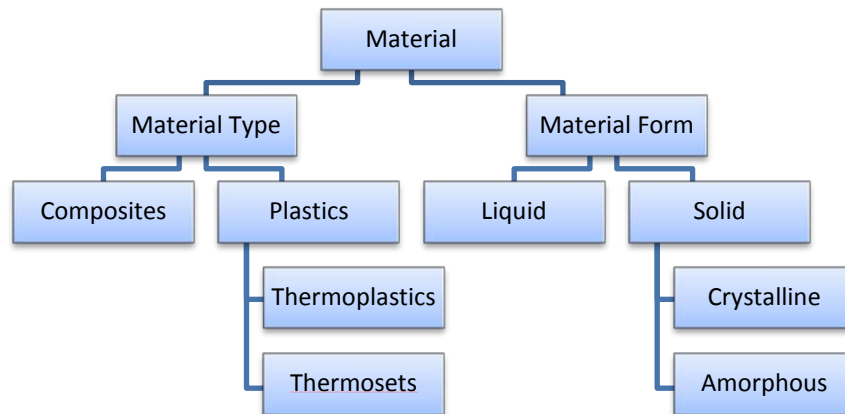 Material
Material Type
Material Form
Composites
Plastics
Liquid
Solid
Thermoplastics
Crystalline
Thermosets
Amorphous